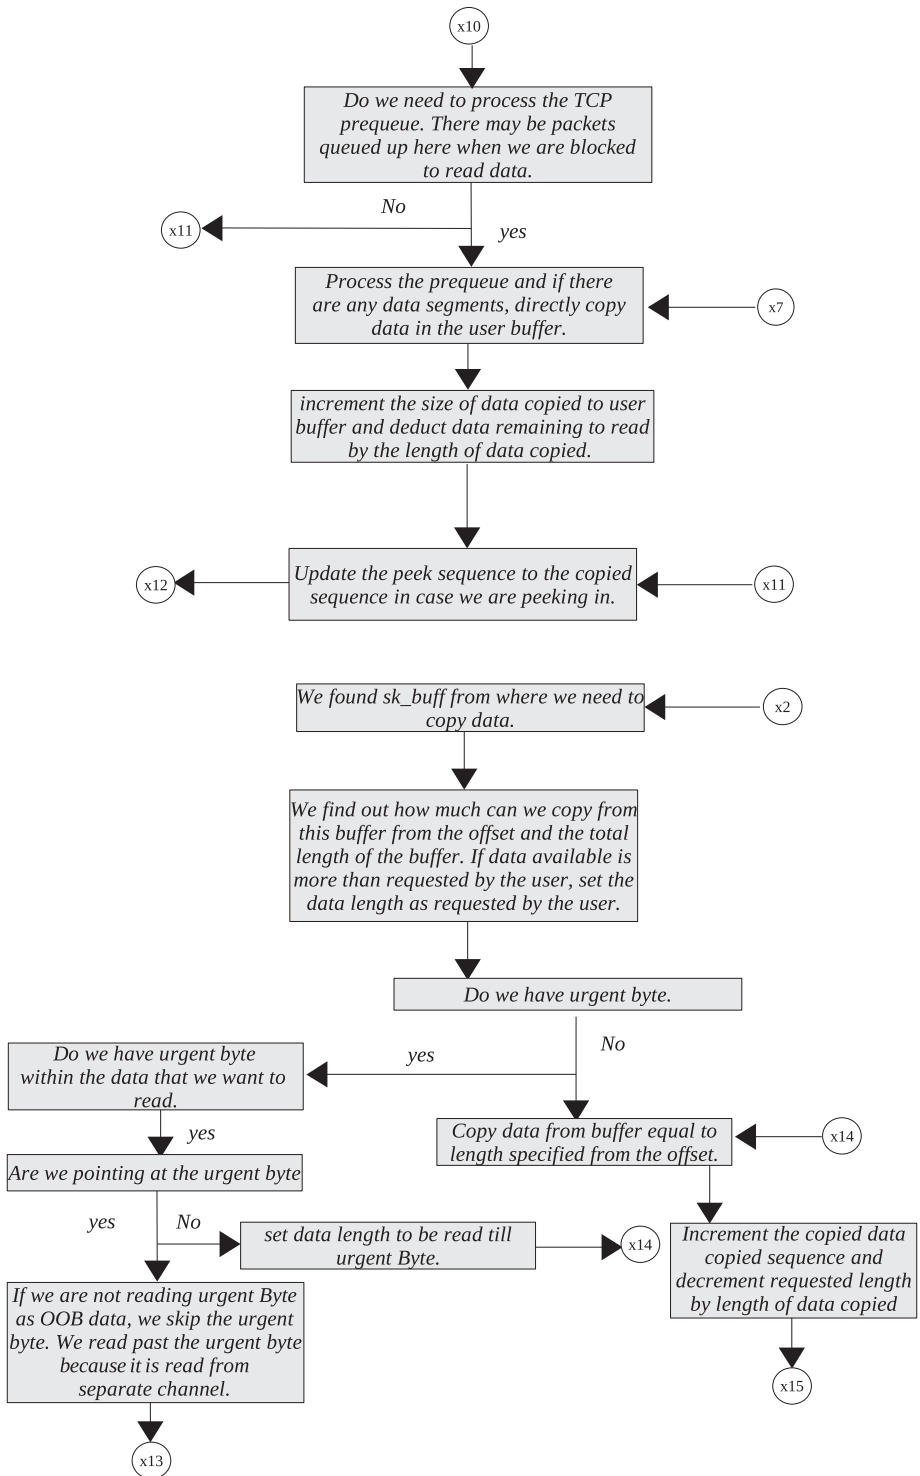 x10
Do we need to process the TCP
prequeue. There may be packets
queued up here when we are blocked
to read data.
No
x11
yes
Process the prequeue and if there
are any data segments, directly copy
data in the user buffer.
x7
increment the size of data copied to user
buffer and deduct data remaining to read
by the length of data copied.
x12
Update the peek sequence to the copied
sequence in case we are peeking in.
x11
We found sk_buff from where we need to
copy data.
x2
We find out how much can we copy from
this buffer from the offset and the total
length of the buffer. If data available is
more than requested by the user, set the
data length as requested by the user.
Do we have urgent byte.
No
yes
Do we have urgent byte
within the data that we want to
read.
yes
Copy data from buffer equal to
length specified from the offset.
x14
Are we pointing at the urgent byte
yes
No
set data length to be read till
urgent Byte.
x14
Increment the copied data
copied sequence and
decrement requested length
by length of data copied
If we are not reading urgent Byte
as OOB data, we skip the urgent
byte. We read past the urgent byte
because it is read from
separate channel.
x15
x13